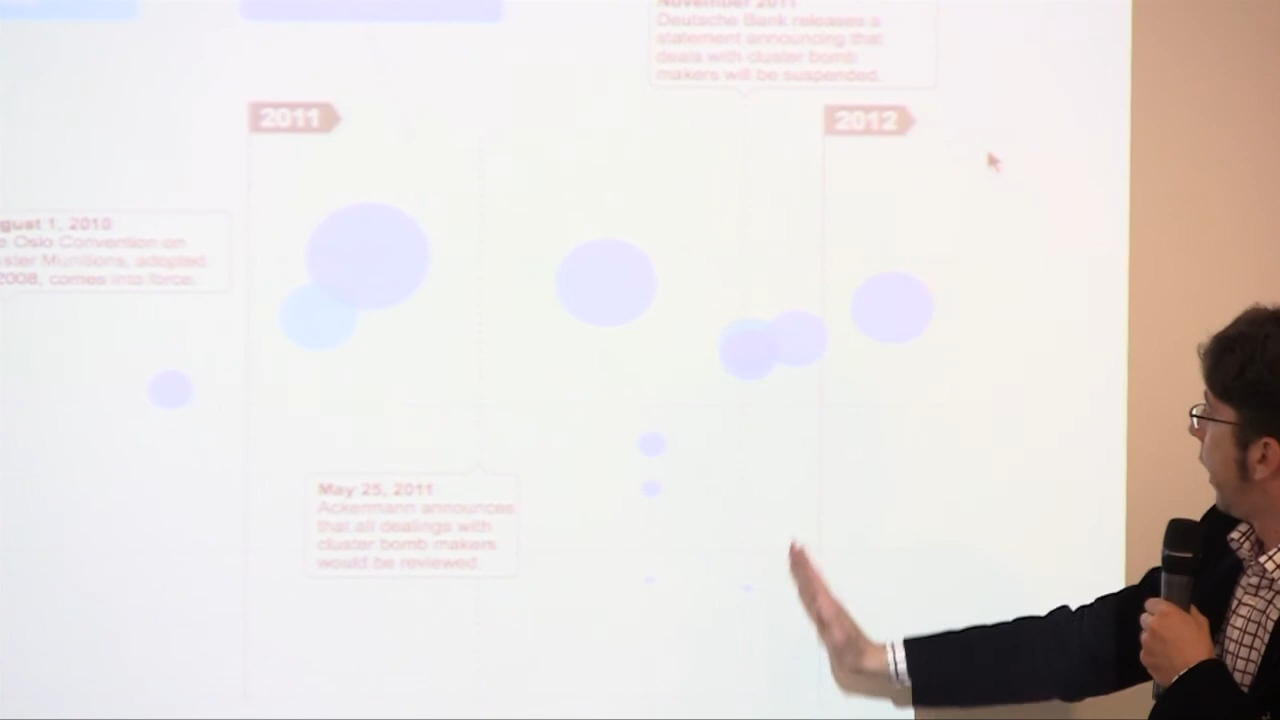 November 2011
Deutsche Bank releases a
statement announcing that
deals with cluster bomb
makers will be suspended.
2011
2012
gust 1, 2010
e Oslo Convention on
ster Munitions, adopted
2008, comes into force.
May 25, 2011
Ackermann announces
that all dealings with
cluster bomb makers
would be reviewed.